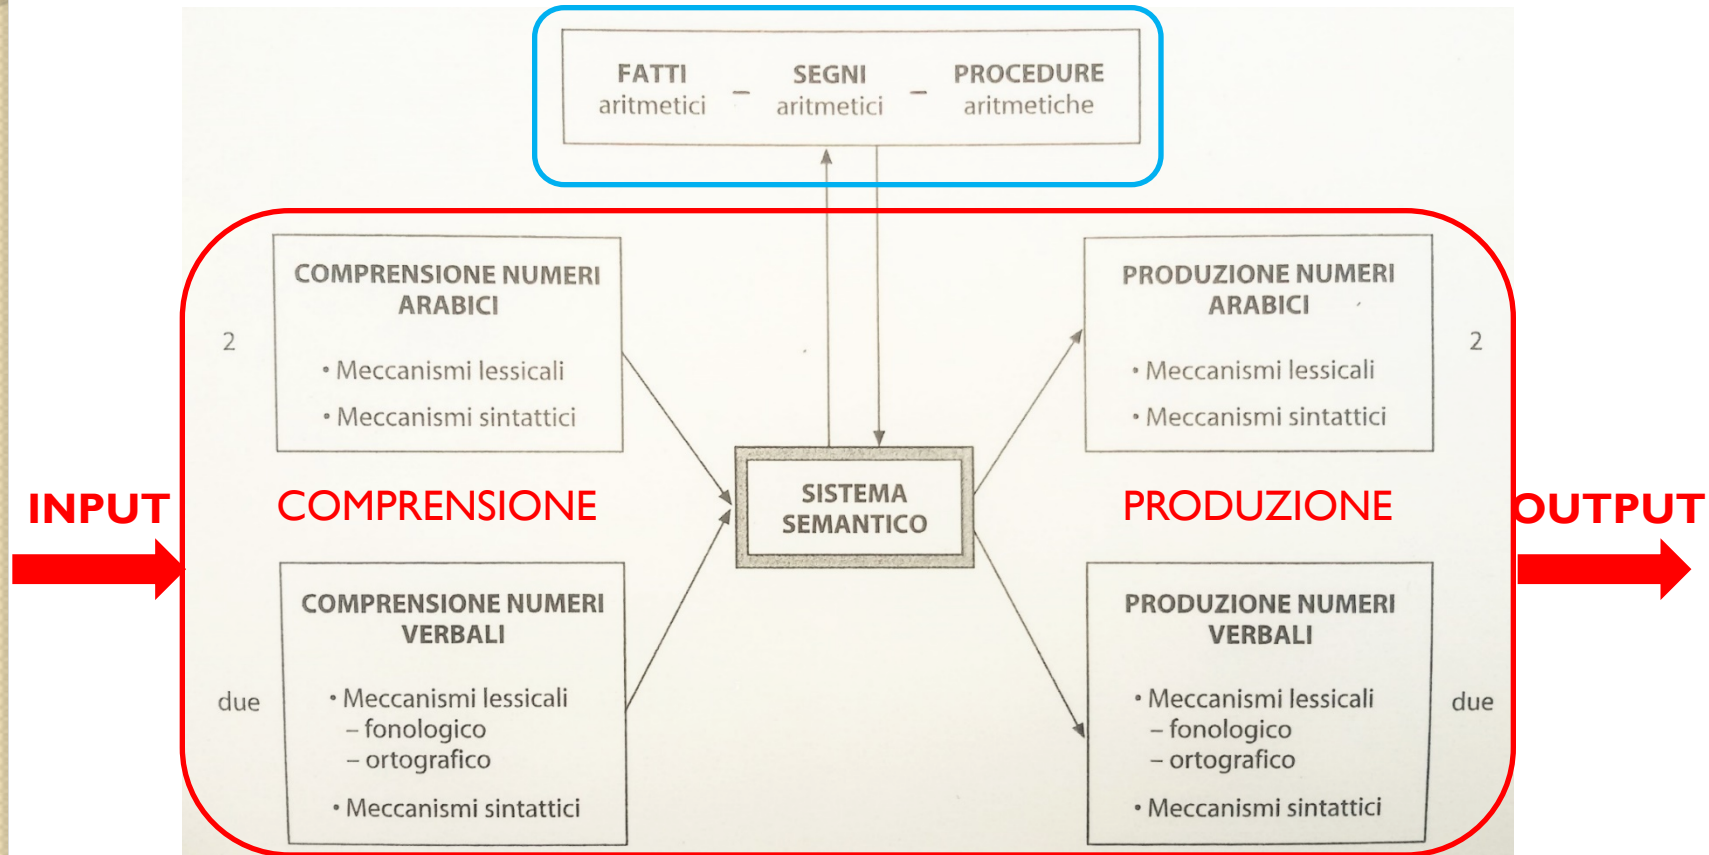 FATTI – SEGNI – PROCEDURE
aritmetici aritmetici aritmetiche
COMPRENSIONE NUMERI
ARABICI
2
• Meccanismi lessicali
• Meccanismi sintattici
PRODUZIONE NUMERI
ARABICI
2
• Meccanismi lessicali
• Meccanismi sintattici
INPUT
COMPRENSIONE
SISTEMA
SEMANTICO
PRODUZIONE
OUTPUT
COMPRENSIONE NUMERI
VERBALI
due
• Meccanismi lessicali
– fonologico
– ortografico
• Meccanismi sintattici
PRODUZIONE NUMERI
VERBALI
due
• Meccanismi lessicali
– fonologico
– ortografico
• Meccanismi sintattici